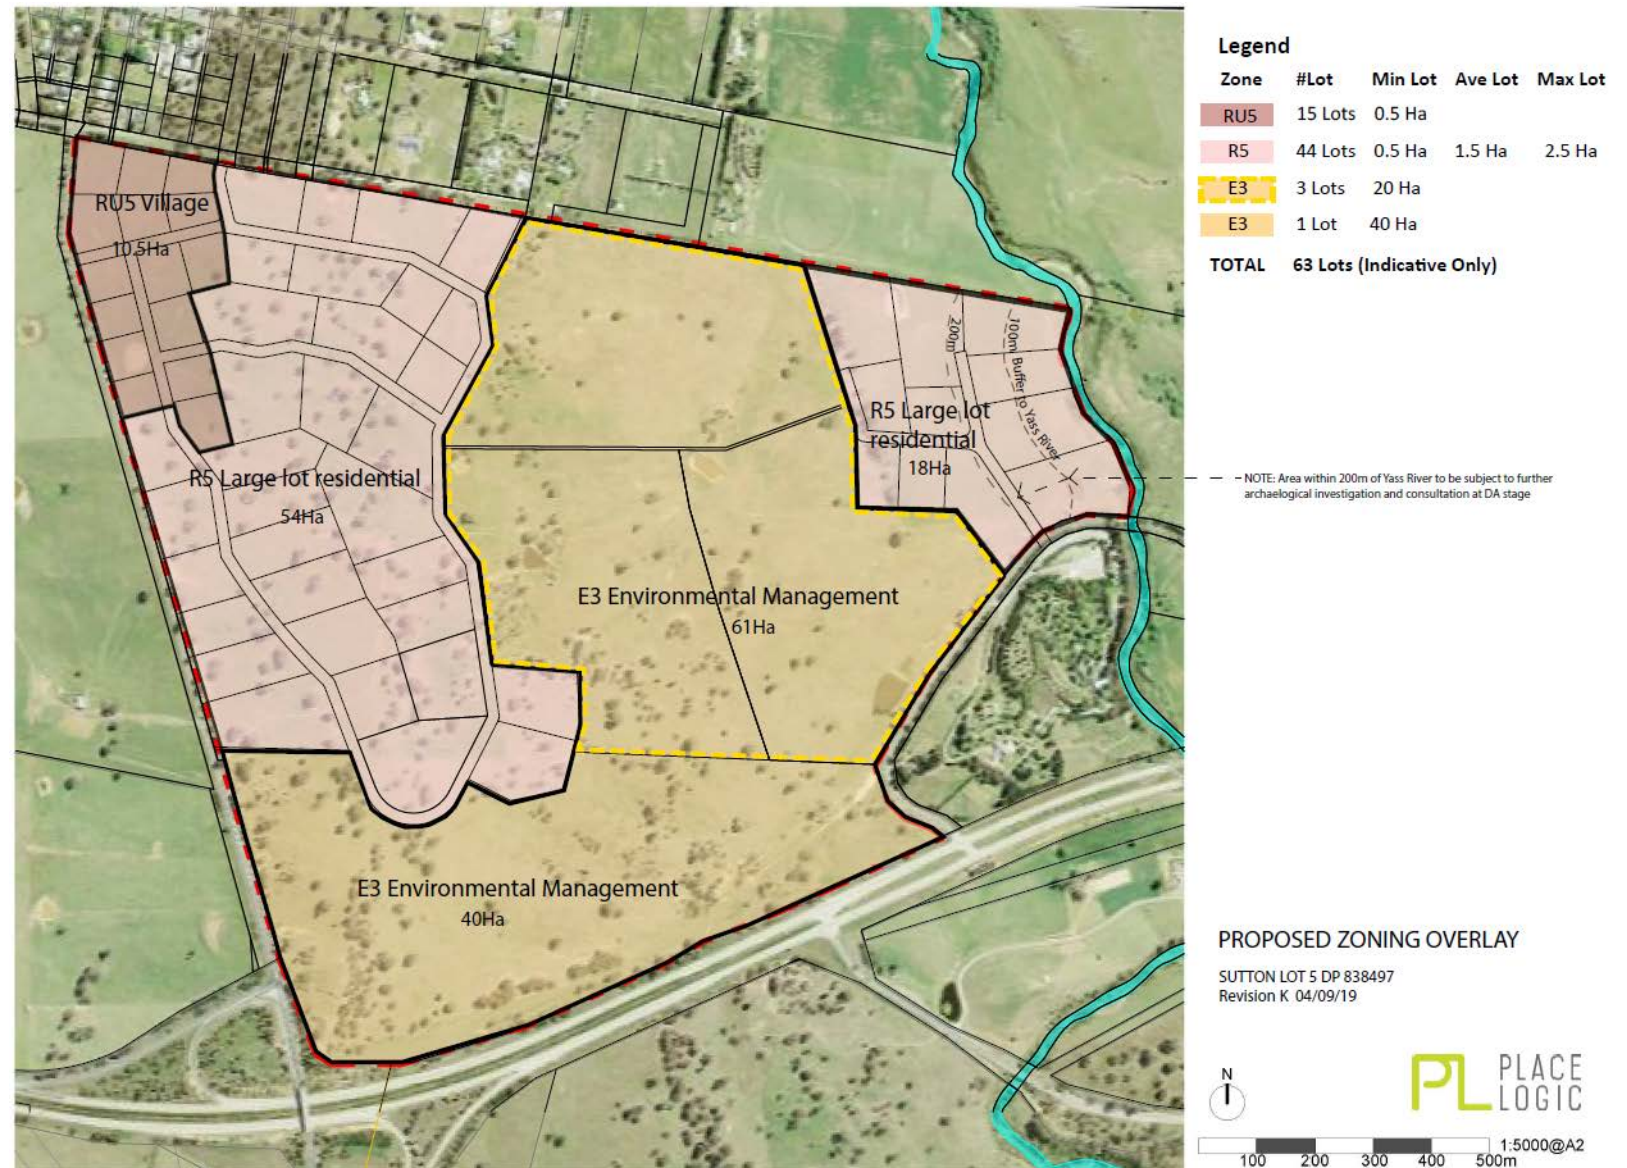 RU5 Village
10.5Ha
R5 Large lot residential
54Ha
200m
100m Buffer to Yass River
R5 Large lot
residential
18Ha
E3 Environmental Management
61Ha
E3 Environmental Management
40Ha
Legend
Zone #Lot Min Lot Ave Lot Max Lot
RU5 15 Lots 0.5 Ha
R5 44 Lots 0.5 Ha 1.5 Ha 2.5 Ha
E3 3 Lots 20 Ha
E3 1 Lot 40 Ha
TOTAL 63 Lots (Indicative Only)
NOTE: Area within 200m of Yass River to be subject to further
archaelogical investigation and consultation at DA stage
PROPOSED ZONING OVERLAY
SUTTON LOT 5 DP 838497
Revision K 04/09/19
N
PL PLACE
LOGIC
1:5000@A2
100 200 300 400 500m